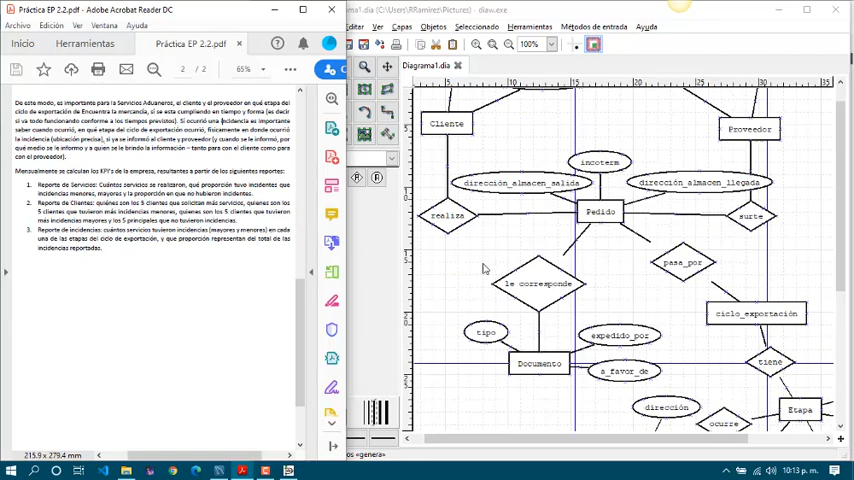 Práctica EP 2.2.pdf - Adobe Acrobat Reader DC
Archivo Edición Ver Ventana Ayuda
Inicio Herramientas Práctica EP 2.2.pdf
2 / 2 65%
De este modo, es importante para la Servicios Aduaneros, el cliente y el proveedor en qué etapa del
ciclo de exportación de Encuentra la mercancía, si se esta cumpliendo en tiempo y forma (es decir
si va todo funcionando conforme a los tiempos previstos). Si ocurrió una incidencia es importante
saber cuando ocurrió, en qué etapa del ciclo de exportación ocurrió, físicamente en donde ocurrió
la incidencia (ubicación precisa), si ya se informó al cliente y proveedor (y cuando se le informó, por
qué medio se le informo y a quien se le brindo la información – tanto para con el cliente como para
con el proveedor).
Mensualmente se calculan los KPI's de la empresa, resultantes a partir de los siguientes reportes:
1. Reporte de Servicios: Cuántos servicios se realizaron, qué proporción tuvo incidentes que
incidencias menores, mayores y la proporción en que no hubieron incidentes.
2. Reporte de Clientes: quiénes son los 5 clientes que solicitan más servicios, quienes son los
5 clientes que tuvieron más incidencias menores, quienes son los 5 clientes que tuvieron
incidencias más mayores y los 5 principales que no tuvieron incidencias.
3. Reporte de incidencias: cuántos servicios tuvieron incidencias (mayores y menores) en cada
una de las etapas del ciclo de exportación, y que proporción representan del total de las
incidencias reportadas.
215.9 x 279.4 mm
ama1.dia (C:\Users\RRamirez\Diagrama1.dia) - diaw.exe
Editar Ver Capas Objetos Seleccionado Herramientas Métodos de entrada Ayuda
100%
Diagrama1.dia
5 10 15 20 25 30 35
Cliente
Proveedor
incoterm
dirección_almacen_salida
dirección_almacen_llegada
realiza
Pedido
surte
pasa_por
le corresponde
ciclo_exportación
tipo
expedido_por
Documento
a_favor_de
tiene
dirección
Etapa
ocurre
«genera»
10:13 p. m.